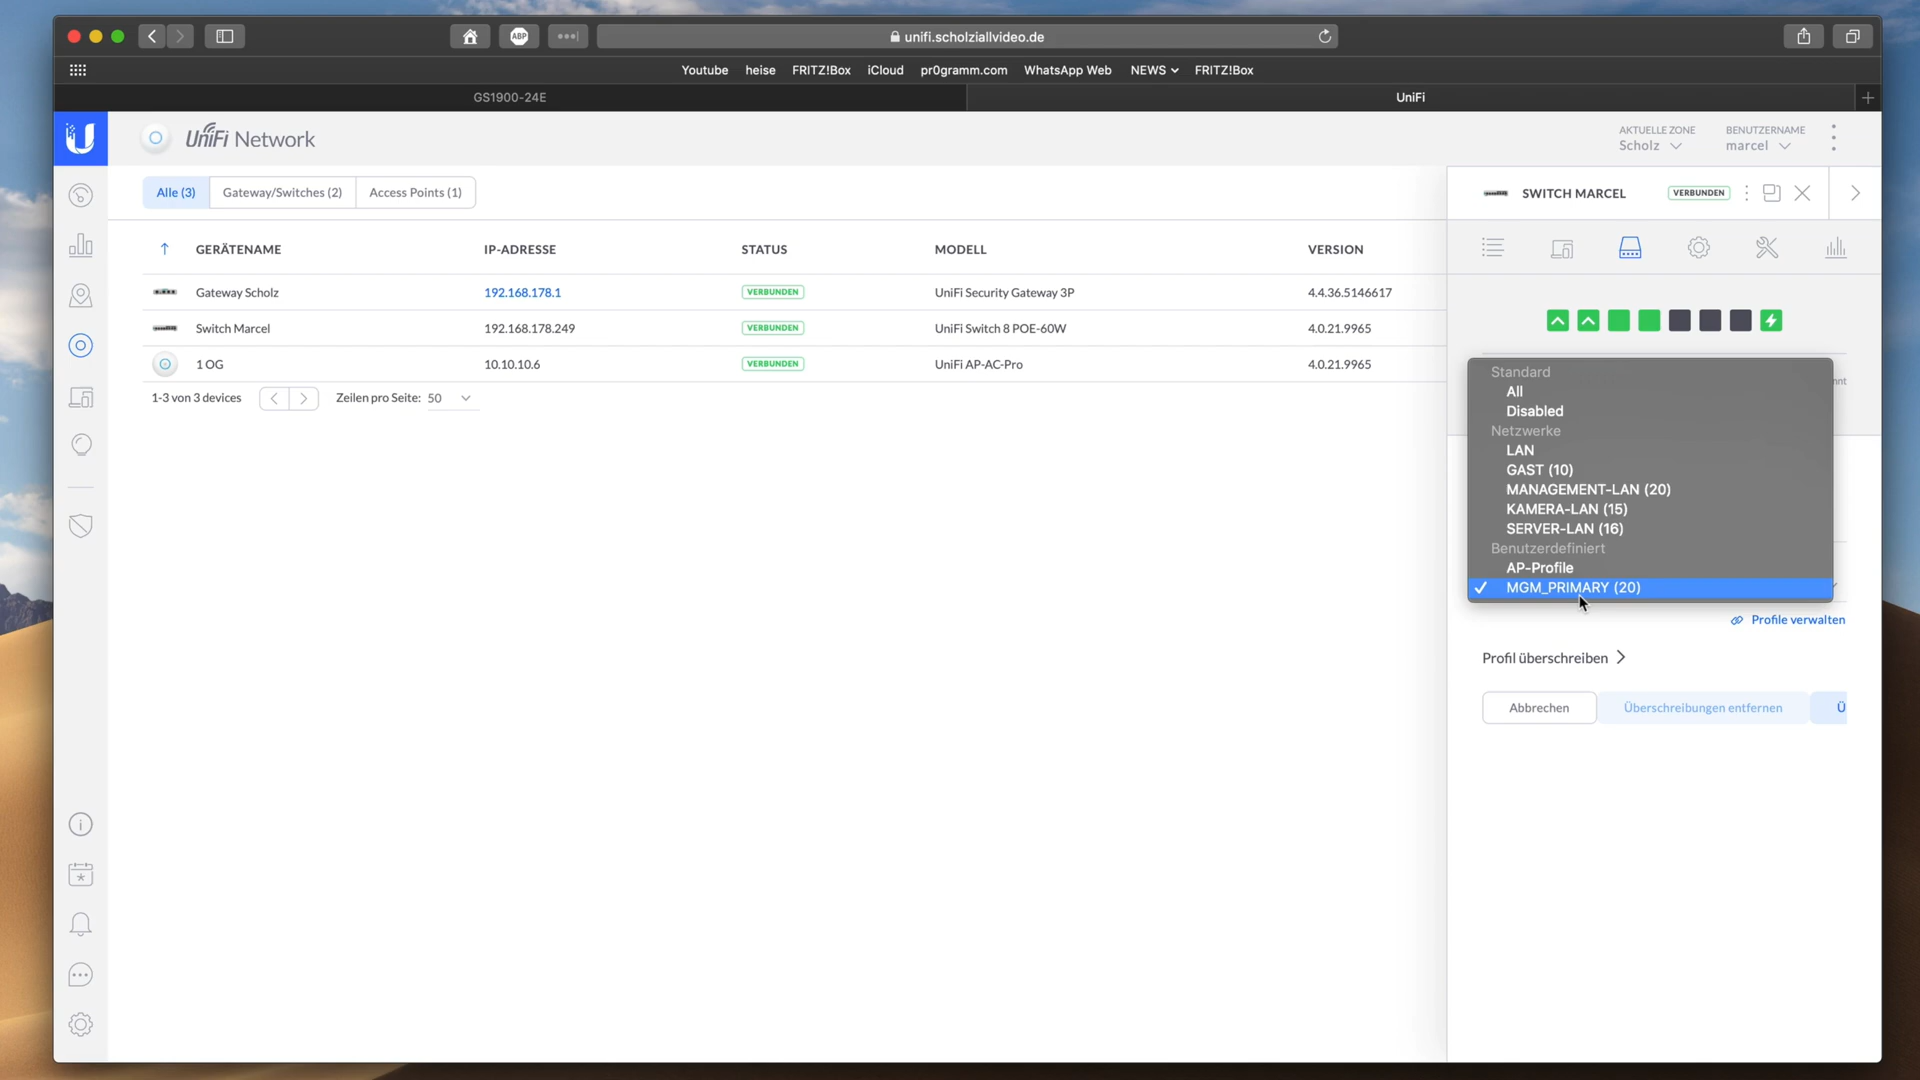 ABP
unifi.scholziallvideo.de
Youtube heise FRITZ!Box iCloud pr0gramm.com WhatsApp Web NEWS FRITZ!Box
GS1900-24E UniFi
U
UniFi Network
AKTUELLE ZONE
Scholz
BENUTZERNAME
marcel
Alle (3) Gateway/Switches (2) Access Points (1)
SWITCH MARCEL VERBUNDEN
GERÄTENAME IP-ADRESSE STATUS MODELL VERSION
Gateway Scholz 192.168.178.1 VERBUNDEN UniFi Security Gateway 3P 4.4.36.5146617
Switch Marcel 192.168.178.249 VERBUNDEN UniFi Switch 8 POE-60W 4.0.21.9965
1 OG 10.10.10.6 VERBUNDEN UniFi AP-AC-Pro 4.0.21.9965
1-3 von 3 devices Zeilen pro Seite: 50
Standard
All
Disabled
Netzwerke
LAN
GAST (10)
MANAGEMENT-LAN (20)
KAMERA-LAN (15)
SERVER-LAN (16)
Benutzerdefiniert
AP-Profile
MGM_PRIMARY (20)
Profile verwalten
Profil überschreiben
Abbrechen Überschreibungen entfernen Ü